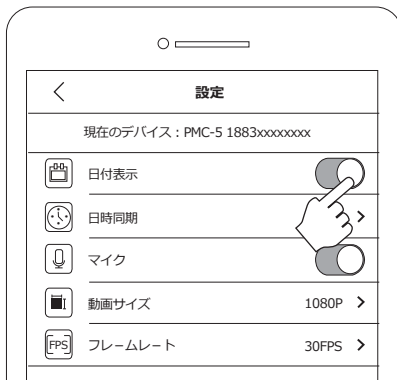 設定
現在のデバイス：PMC-5 1883xxxxxxxx
日付表示
日時同期
マイク
動画サイズ 1080P
FPS フレームレート 30FPS